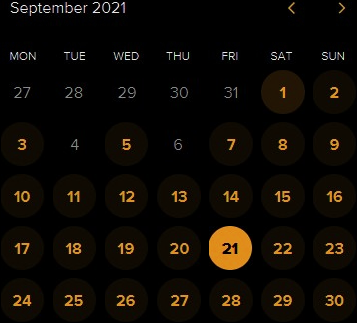 September 2021
MON TUE WED THU FRI SAT SUN
27 28 29 30 31 1 2
3 4 5 6 7 8 9
10 11 12 13 14 15 16
17 18 19 20 21 22 23
24 25 26 27 28 29 30